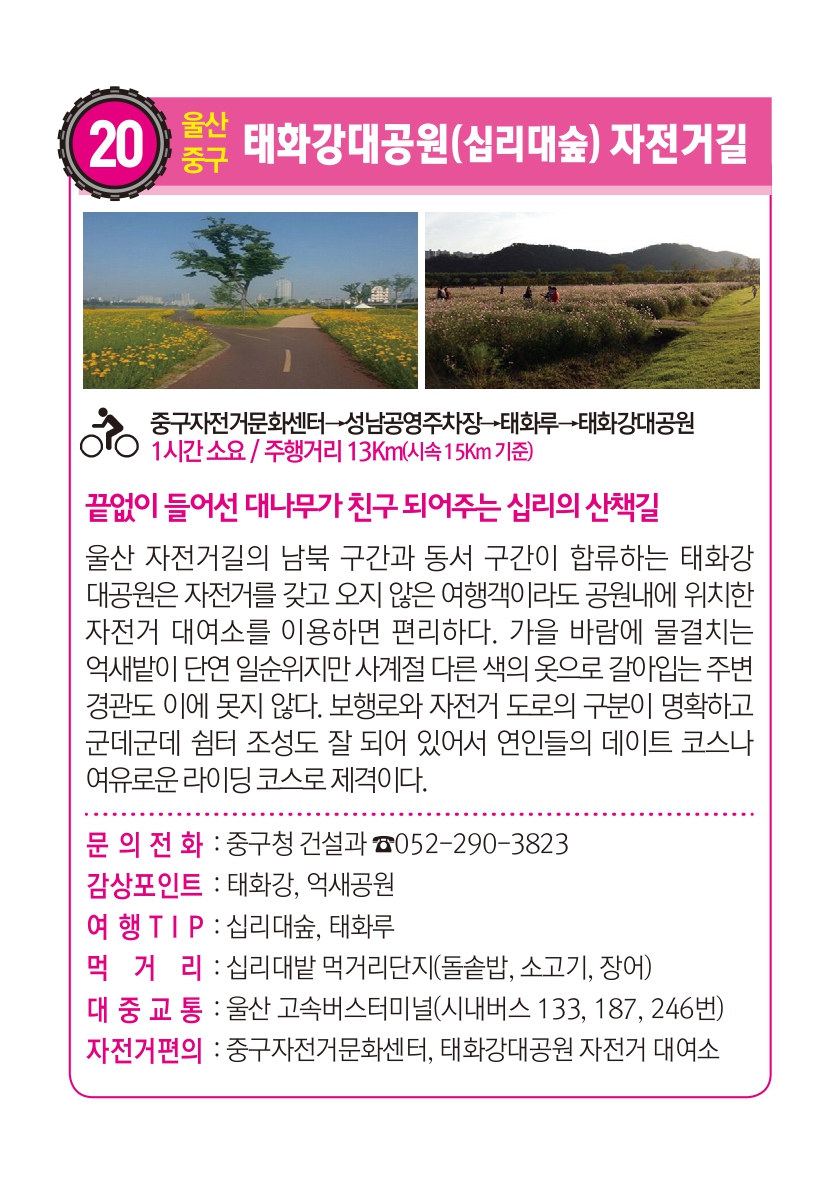 20
울산
중구
태화강대공원(십리대숲) 자전거길
중구자전거문화센터→성남공영주차장→태화루→태화강대공원
1시간 소요 / 주행거리 13Km(시속 15Km 기준)
끝없이 들어선 대나무가 친구 되어주는 십리의 산책길
울산 자전거길의 남북 구간과 동서 구간이 합류하는 태화강
대공원은 자전거를 갖고 오지 않은 여행객이라도 공원내에 위치한
자전거 대여소를 이용하면 편리하다. 가을 바람에 물결치는
억새밭이 단연 일순위지만 사계절 다른 색의 옷으로 갈아입는 주변
경관도 이에 못지 않다. 보행로와 자전거 도로의 구분이 명확하고
군데군데 쉼터 조성도 잘 되어 있어서 연인들의 데이트 코스나
여유로운 라이딩 코스로 제격이다.
문의전화 : 중구청 건설과 ☎052-290-3823
감상포인트 : 태화강, 억새공원
여행TIP : 십리대숲, 태화루
먹거리 : 십리대밭 먹거리단지(돌솥밥, 소고기, 장어)
대중교통 : 울산 고속버스터미널(시내버스 133, 187, 246번)
자전거편의 : 중구자전거문화센터, 태화강대공원 자전거 대여소